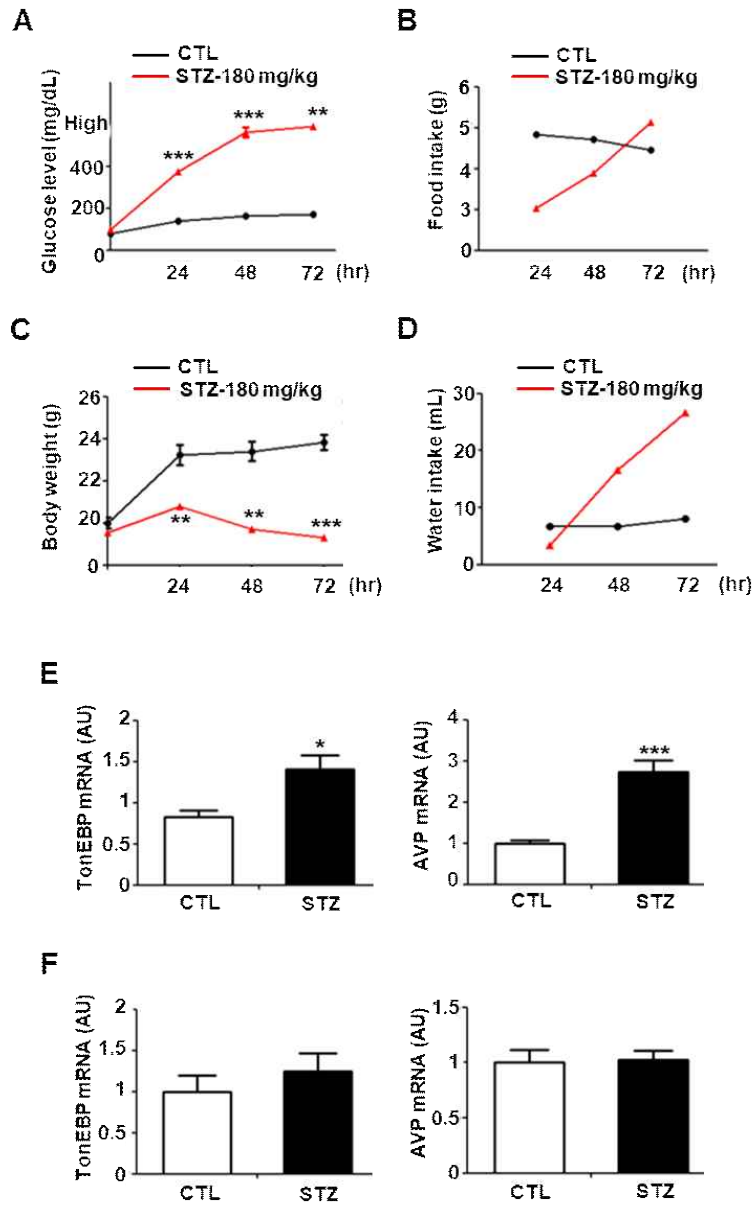 A
CTL
STZ-180 mg/kg
Glucose level (mg/dL)
High
400
200
0
***
***
**
24 48 72 (hr)
B
CTL
STZ-180 mg/kg
Food intake (g)
6
5
4
3
0
24 48 72 (hr)
C
CTL
STZ-180 mg/kg
Body weight (g)
26
24
22
20
0
**
**
***
24 48 72 (hr)
D
CTL
STZ-180 mg/kg
Water intake (mL)
30
20
10
0
24 48 72 (hr)
E
TonEBP mRNA (AU)
2
1.5
1
0.5
0
*
CTL STZ
AVP mRNA (AU)
4
3
2
1
0
***
CTL STZ
F
TonEBP mRNA (AU)
2
1.5
1
0.5
0
CTL STZ
AVP mRNA (AU)
1.5
1
0.5
0
CTL STZ